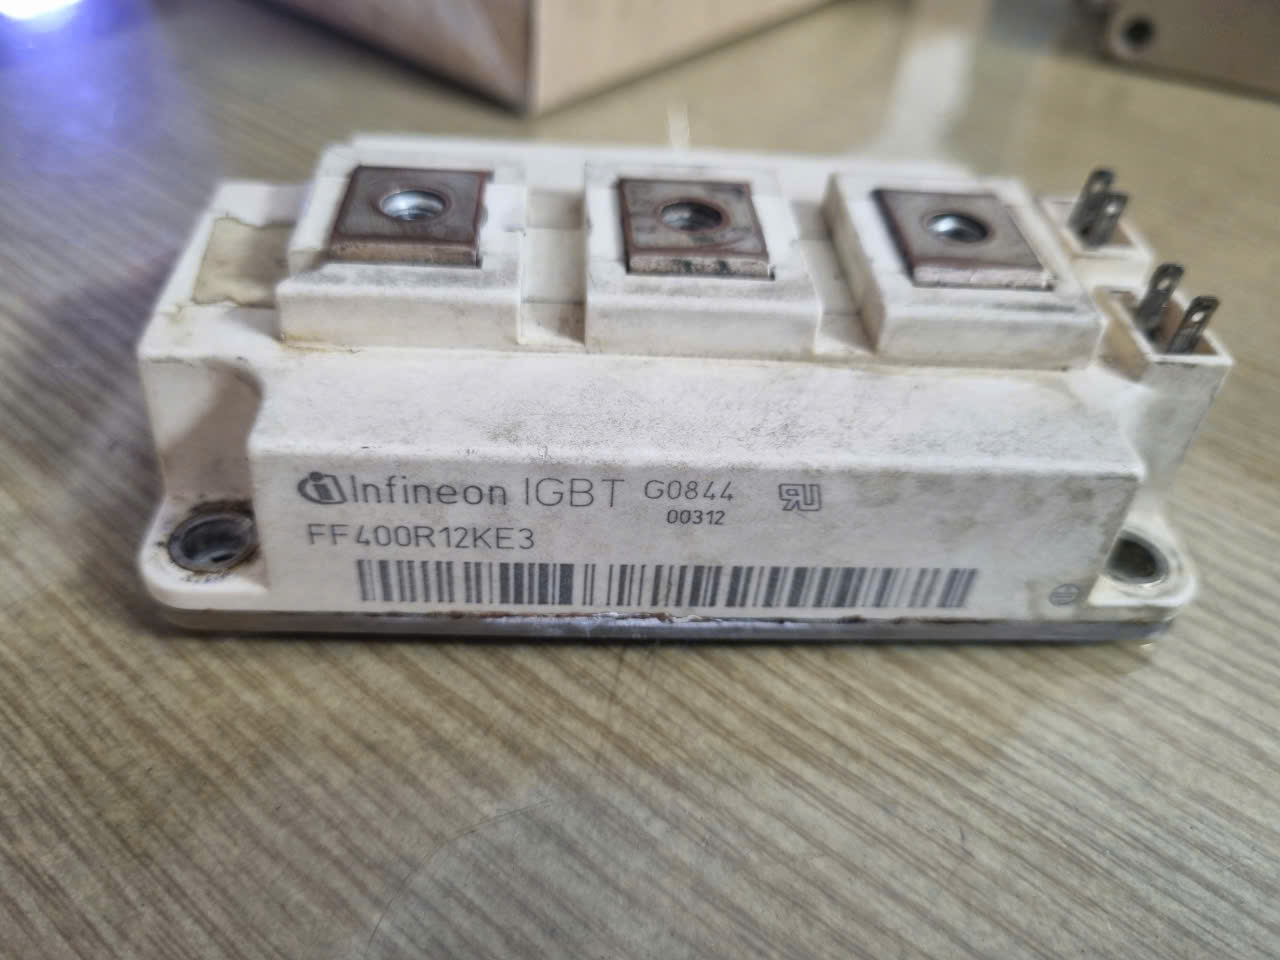 Infineon IGBT G0844
00312
FF400R12KE3